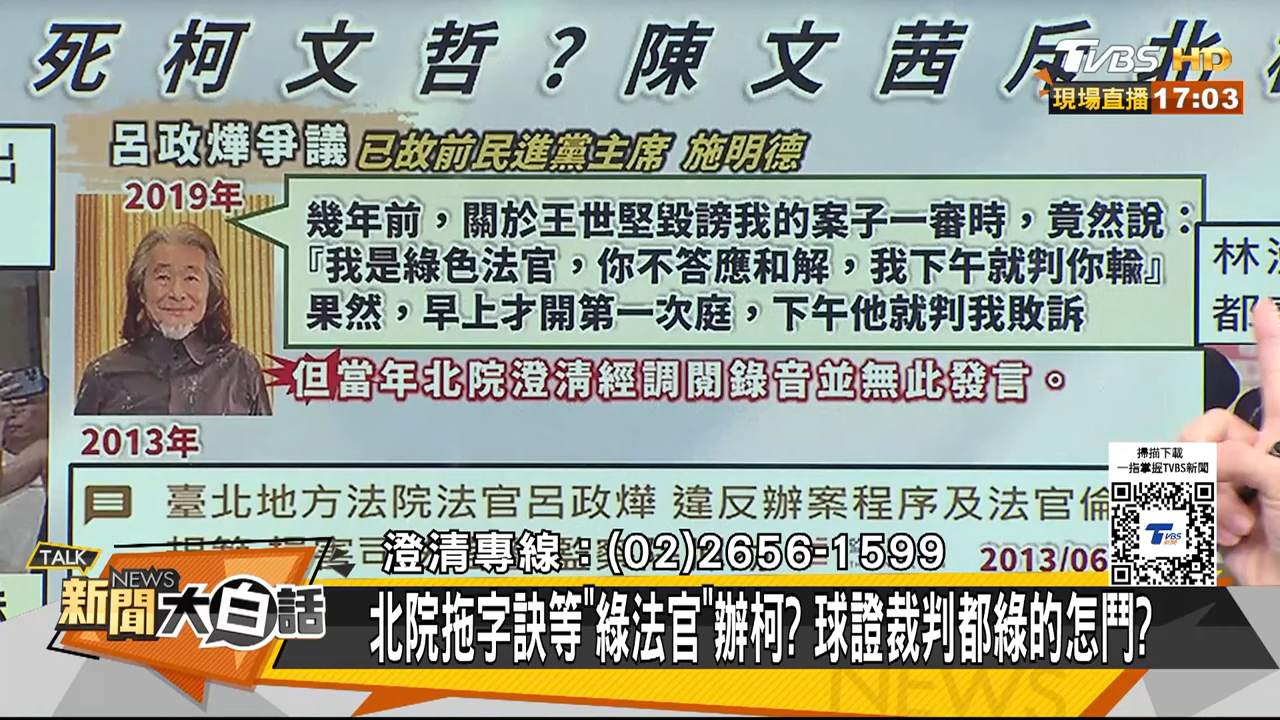 死柯文哲?陳文茜斥北
TVBS HD
現場直播 17:03
呂政燁爭議 已故前民進黨主席 施明德
2019年
幾年前，關於王世堅毀謗我的案子一審時，竟然說：
『我是綠色法官，你不答應和解，我下午就判你輸』
果然，早上才開第一次庭，下午他就判我敗訴
林
都
但當年北院澄清經調閱錄音並無此發言。
2013年
掃描下載
一指掌握TVBS新聞
臺北地方法院法官呂政燁 違反辦案程序及法官倫
澄清專線：(02)2656-1599
2013/06
TVBS
TALK
NEWS
新聞大白話
北院拖字訣等"綠法官"辦柯? 球證裁判都綠的怎鬥?
NEWS